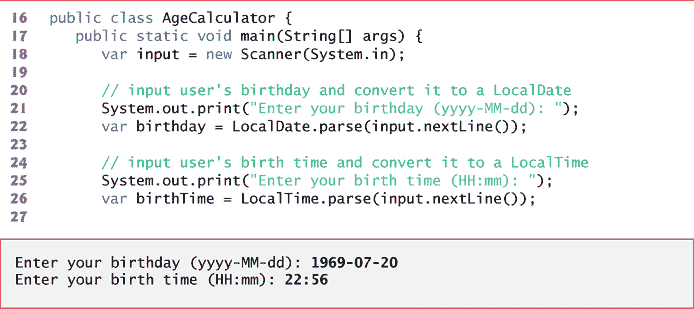 16 public class AgeCalculator {
17    public static void main(String[] args) {
18       var input = new Scanner(System.in);
19
20       // input user's birthday and convert it to a LocalDate
21       System.out.print("Enter your birthday (yyyy-MM-dd): ");
22       var birthday = LocalDate.parse(input.nextLine());
23
24       // input user's birth time and convert it to a LocalTime
25       System.out.print("Enter your birth time (HH:mm): ");
26       var birthTime = LocalTime.parse(input.nextLine());
27
Enter your birthday (yyyy-MM-dd): 1969-07-20
Enter your birth time (HH:mm): 22:56